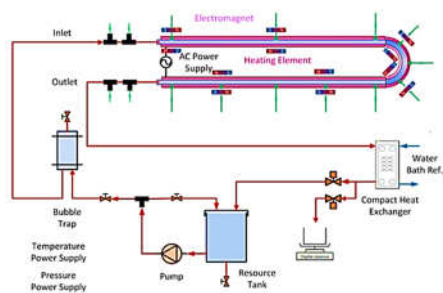 Electromagnet
Inlet
AC Power
Supply
Heating Element
Outlet
Water
Bath Ref.
Compact Heat
Exchanger
Bubble
Trap
Temperature
Power Supply
Pump
Resource
Tank
Pressure
Power Supply